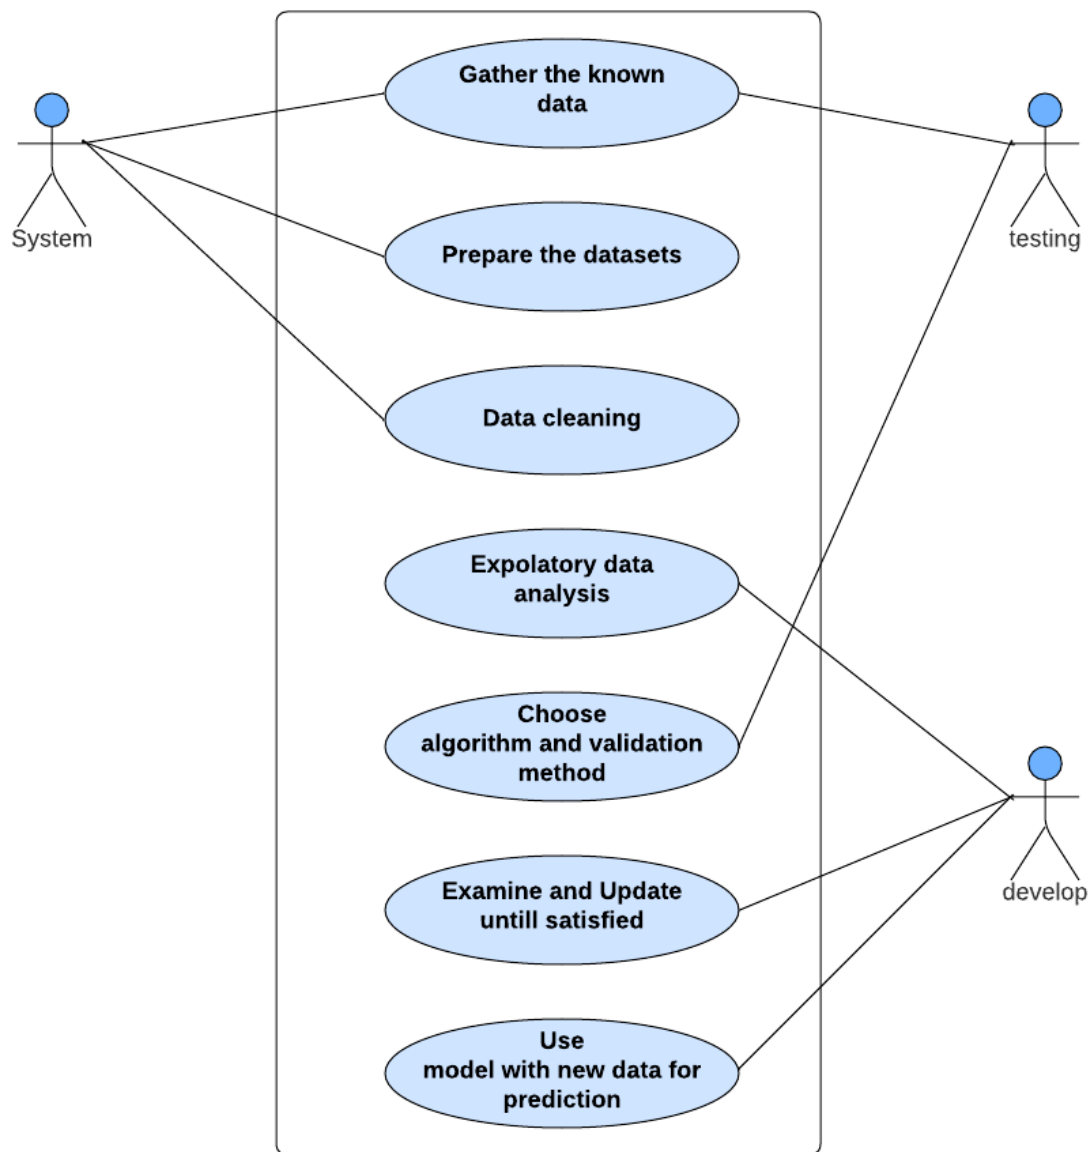 Gather the known
data
System
testing
Prepare the datasets
Data cleaning
Expolatory data
analysis
Choose
algorithm and validation
method
develop
Examine and Update
untill satisfied
Use
model with new data for
prediction